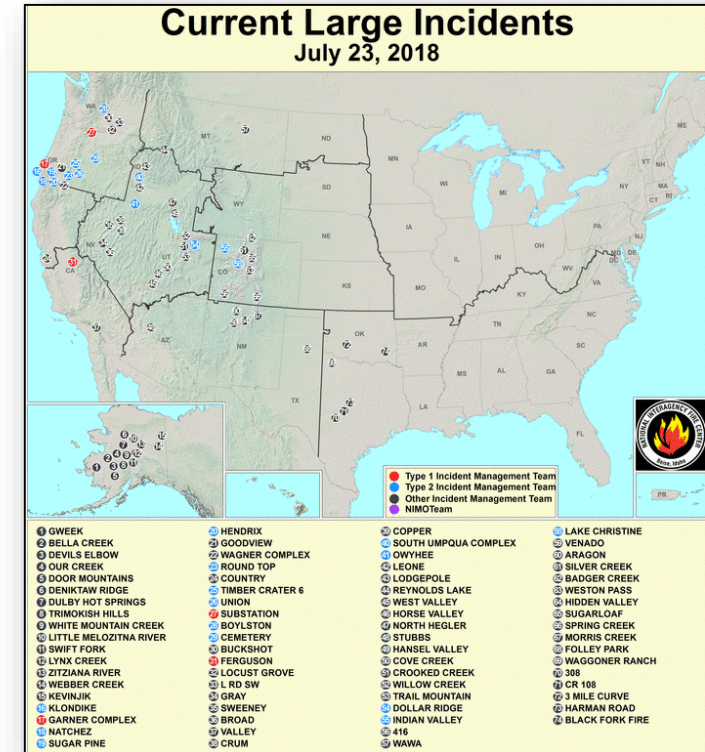 Current Large Incidents
July 23, 2018
WA
MT
ND
MN
ME
OR
ID
SD
WI
MI
VT
NH
NY
MA
CT
RI
WY
IA
PA
NJ
NE
NV
UT
CO
IL
IN
OH
MD
DE
DC
WV
VA
CA
KS
MO
KY
AZ
NM
OK
AR
TN
NC
SC
TX
LA
MS
AL
GA
FL
PR
NATIONAL INTERAGENCY FIRE CENTER
Boise, Idaho
Type 1 Incident Management Team
Type 2 Incident Management Team
Other Incident Management Team
NIMOTeam
1 GWEEK
2 BELLA CREEK
3 DEVILS ELBOW
4 OUR CREEK
5 DOOR MOUNTAINS
6 DENIKTAW RIDGE
7 DULBY HOT SPRINGS
8 TRIMOKISH HILLS
9 WHITE MOUNTAIN CREEK
10 LITTLE MELOZITNA RIVER
11 SWIFT FORK
12 LYNX CREEK
13 ZITZIANA RIVER
14 WEBBER CREEK
15 KEVINJIK
16 KLONDIKE
17 GARNER COMPLEX
18 NATCHEZ
19 SUGAR PINE
20 HENDRIX
21 GOODVIEW
22 WAGNER COMPLEX
23 ROUND TOP
24 COUNTRY
25 TIMBER CRATER 6
26 UNION
27 SUBSTATION
28 BOYLSTON
29 CEMETERY
30 BUCKSHOT
31 FERGUSON
32 LOCUST GROVE
33 L RD SW
34 GRAY
35 SWEENEY
36 BROAD
37 VALLEY
38 CRUM
39 COPPER
40 SOUTH UMPQUA COMPLEX
41 OWYHEE
42 LEONE
43 LODGEPOLE
44 REYNOLDS LAKE
45 WEST VALLEY
46 HORSE VALLEY
47 NORTH HEGLER
48 STUBBS
49 HANSEL VALLEY
50 COVE CREEK
51 CROOKED CREEK
52 WILLOW CREEK
53 TRAIL MOUNTAIN
54 DOLLAR RIDGE
55 INDIAN VALLEY
56 416
57 WAWA
58 LAKE CHRISTINE
59 VENADO
60 ARAGON
61 SILVER CREEK
62 BADGER CREEK
63 WESTON PASS
64 HIDDEN VALLEY
65 SUGARLOAF
66 SPRING CREEK
67 MORRIS CREEK
68 FOLLEY PARK
69 WAGGONER RANCH
70 308
71 CR 108
72 3 MILE CURVE
73 HARMAN ROAD
74 BLACK FORK FIRE